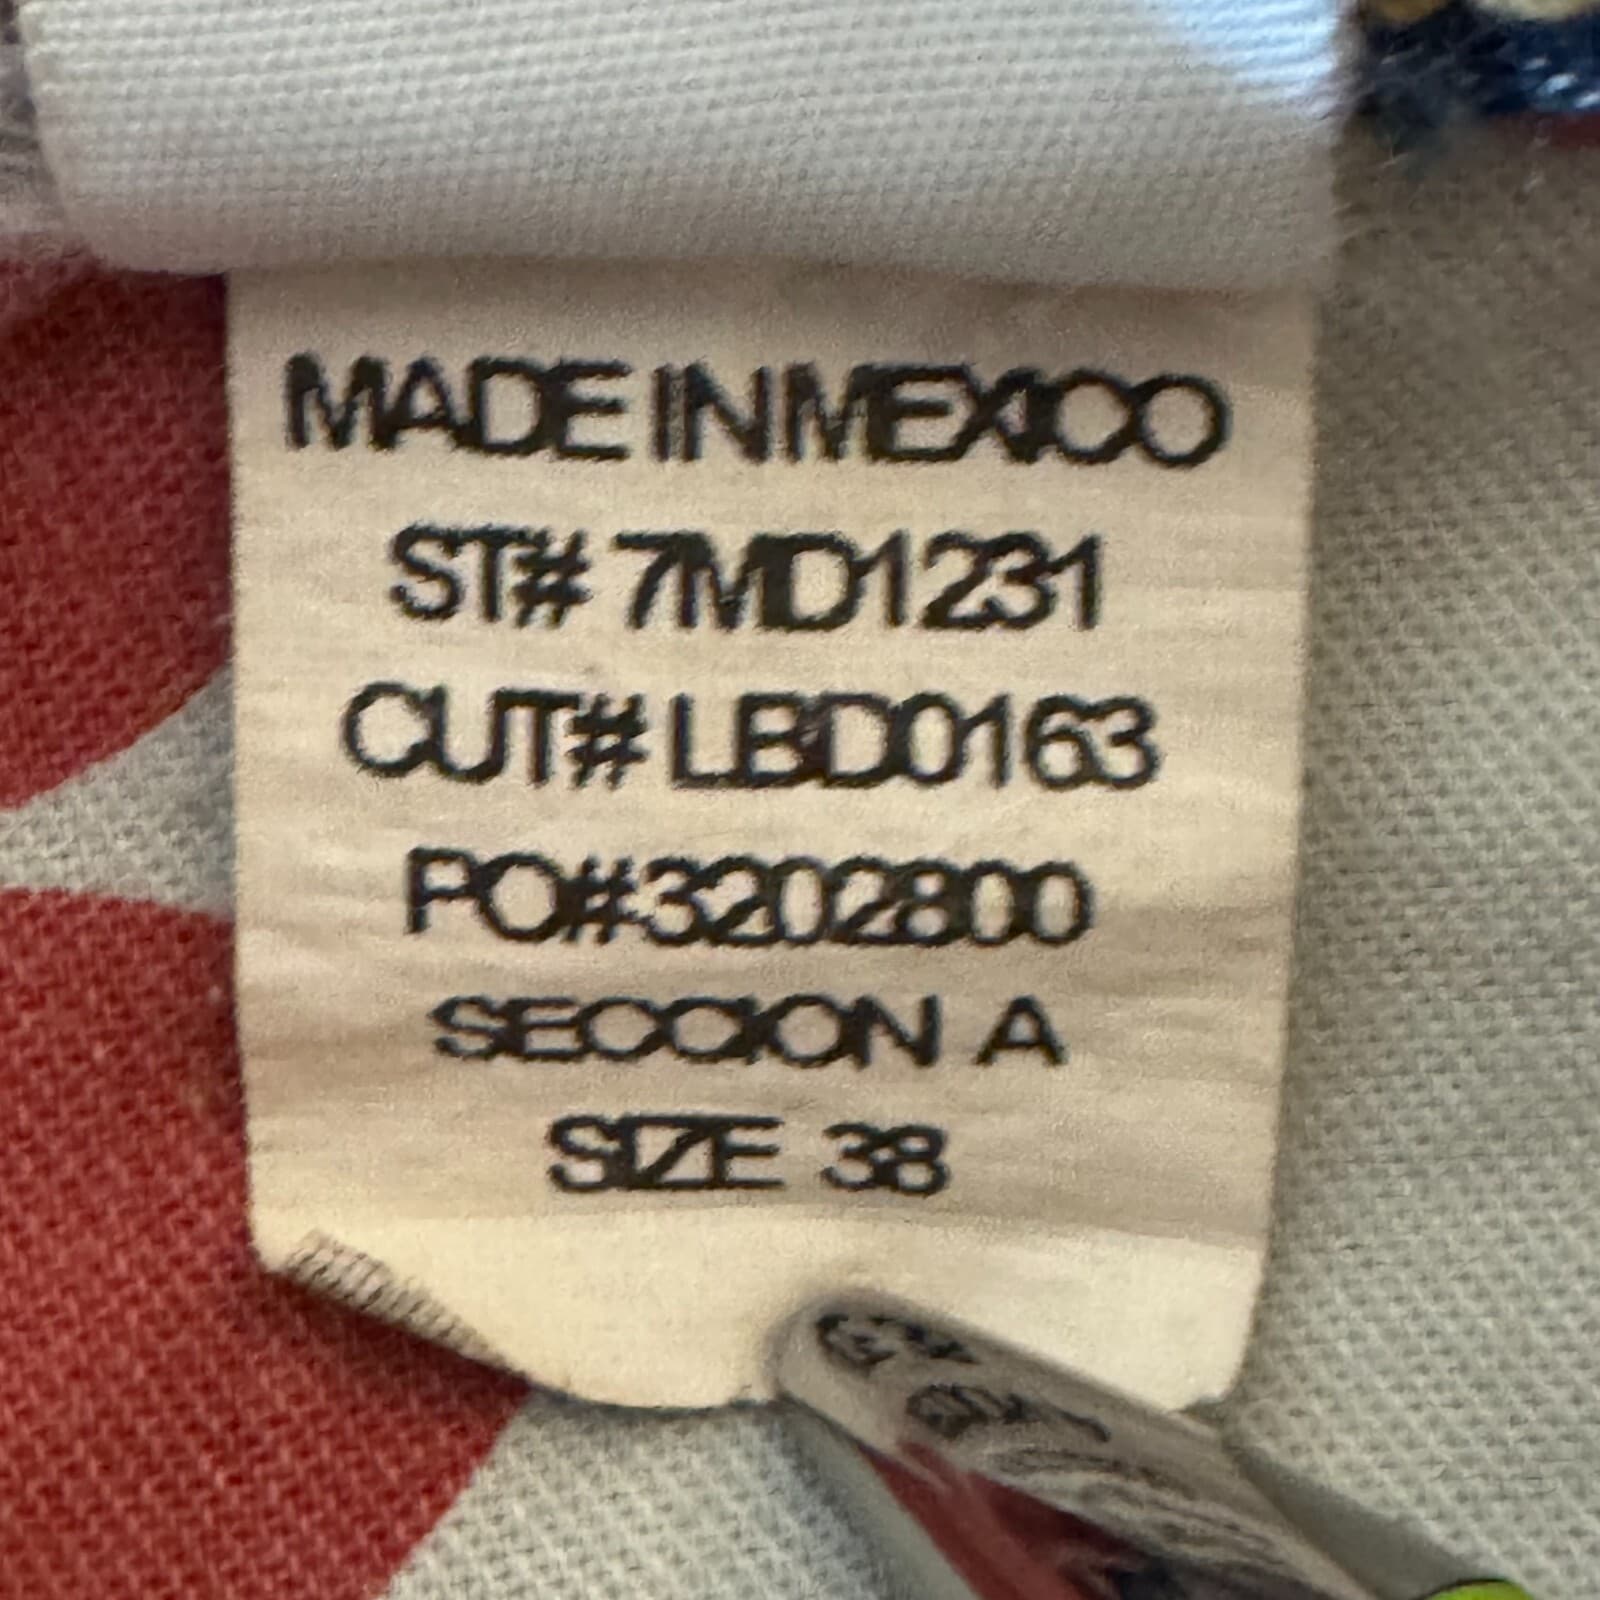 MADE IN MEXICO
ST# 7MD1231
CUT# LBD0163
PO#3202800
SECCION A
SIZE 38